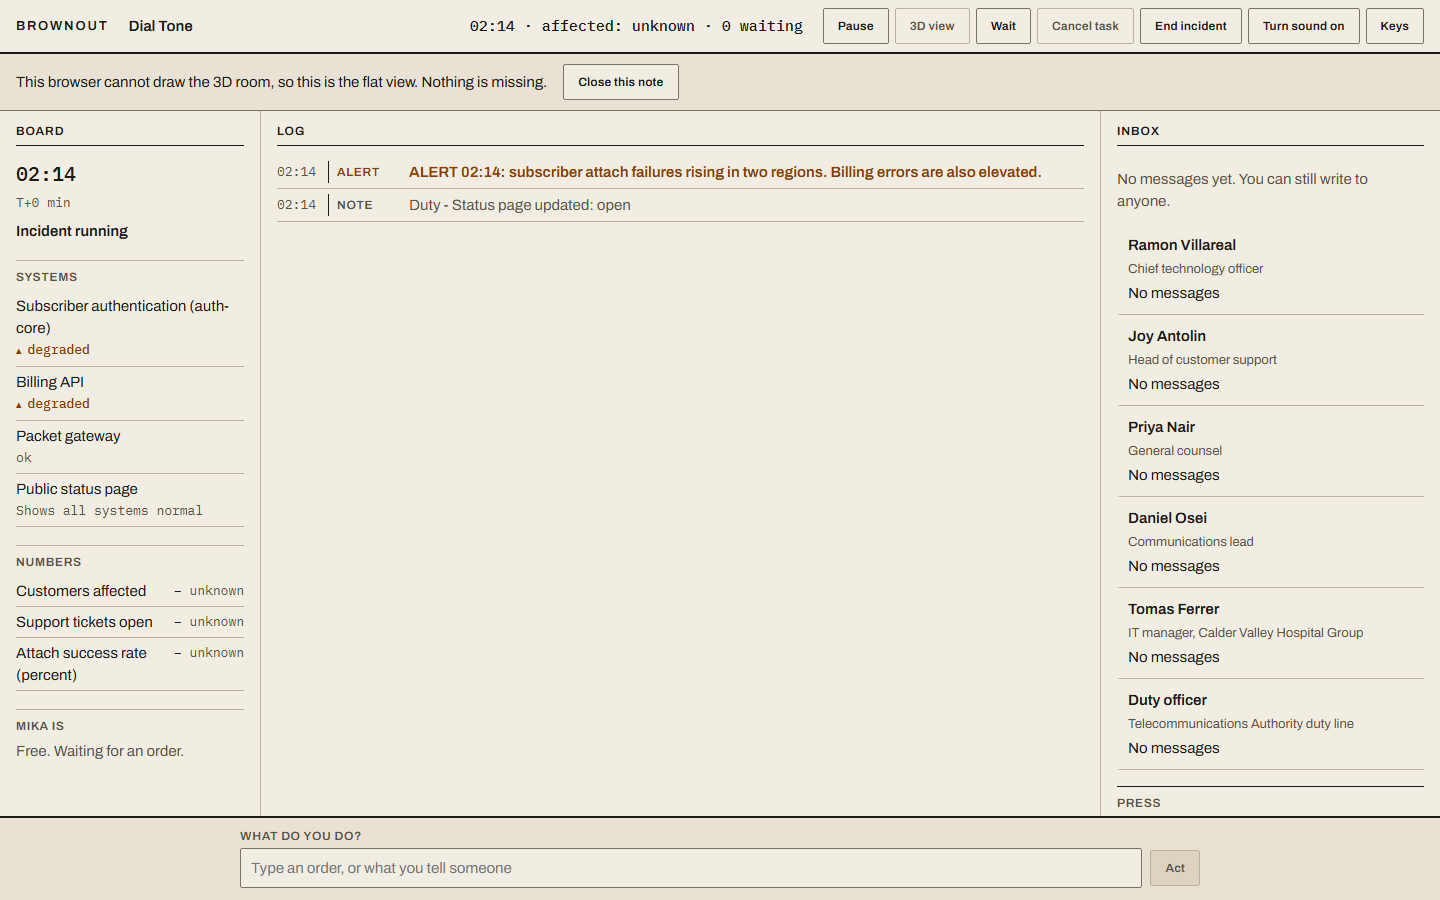 BROWNOUT Dial Tone 02:14 · affected: unknown · 0 waiting Pause 3D view Wait Cancel task End incident Turn sound on Keys
This browser cannot draw the 3D room, so this is the flat view. Nothing is missing. Close this note
BOARD
02:14
T+0 min
Incident running
SYSTEMS
Subscriber authentication (auth-
core)
▲ degraded
Billing API
▲ degraded
Packet gateway
ok
Public status page
Shows all systems normal
NUMBERS
Customers affected – unknown
Support tickets open – unknown
Attach success rate – unknown
(percent)
MIKA IS
Free. Waiting for an order.
LOG
02:14 ALERT ALERT 02:14: subscriber attach failures rising in two regions. Billing errors are also elevated.
02:14 NOTE Duty - Status page updated: open
INBOX
No messages yet. You can still write to
anyone.
Ramon Villareal
Chief technology officer
No messages
Joy Antolin
Head of customer support
No messages
Priya Nair
General counsel
No messages
Daniel Osei
Communications lead
No messages
Tomas Ferrer
IT manager, Calder Valley Hospital Group
No messages
Duty officer
Telecommunications Authority duty line
No messages
PRESS
WHAT DO YOU DO?
Type an order, or what you tell someone Act